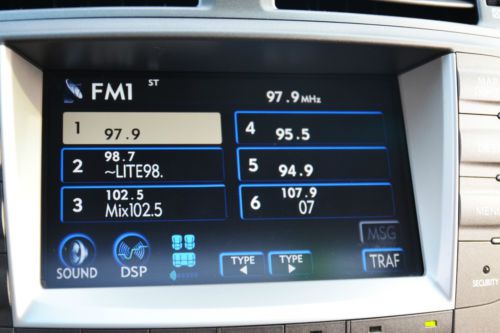 FM1 ST
97.9 MHz
1 97.9
4 95.5
2 98.7
~LITE98.
5 94.9
3 102.5
Mix102.5
6 107.9
07
MSG
SOUND
DSP
TYPE
TYPE
TRAF
SECURITY